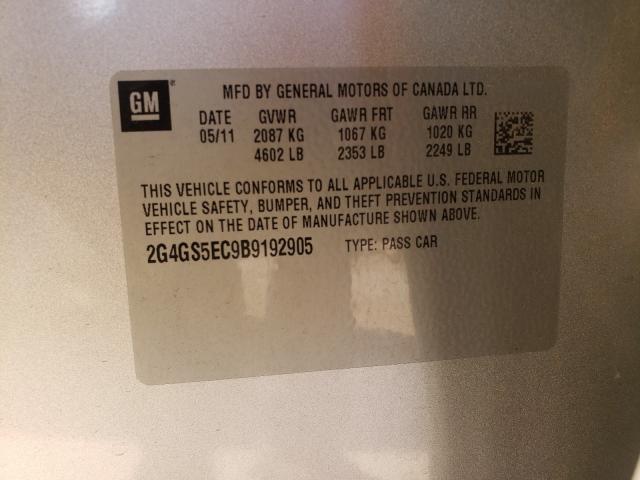 GM ® MFD BY GENERAL MOTORS OF CANADA LTD.
DATE GVWR GAWR FRT GAWR RR
05/11 2087 KG 1067 KG 1020 KG
4602 LB 2353 LB 2249 LB
THIS VEHICLE CONFORMS TO ALL APPLICABLE U.S. FEDERAL MOTOR
VEHICLE SAFETY, BUMPER, AND THEFT PREVENTION STANDARDS IN
EFFECT ON THE DATE OF MANUFACTURE SHOWN ABOVE.
2G4GS5EC9B9192905 TYPE: PASS CAR